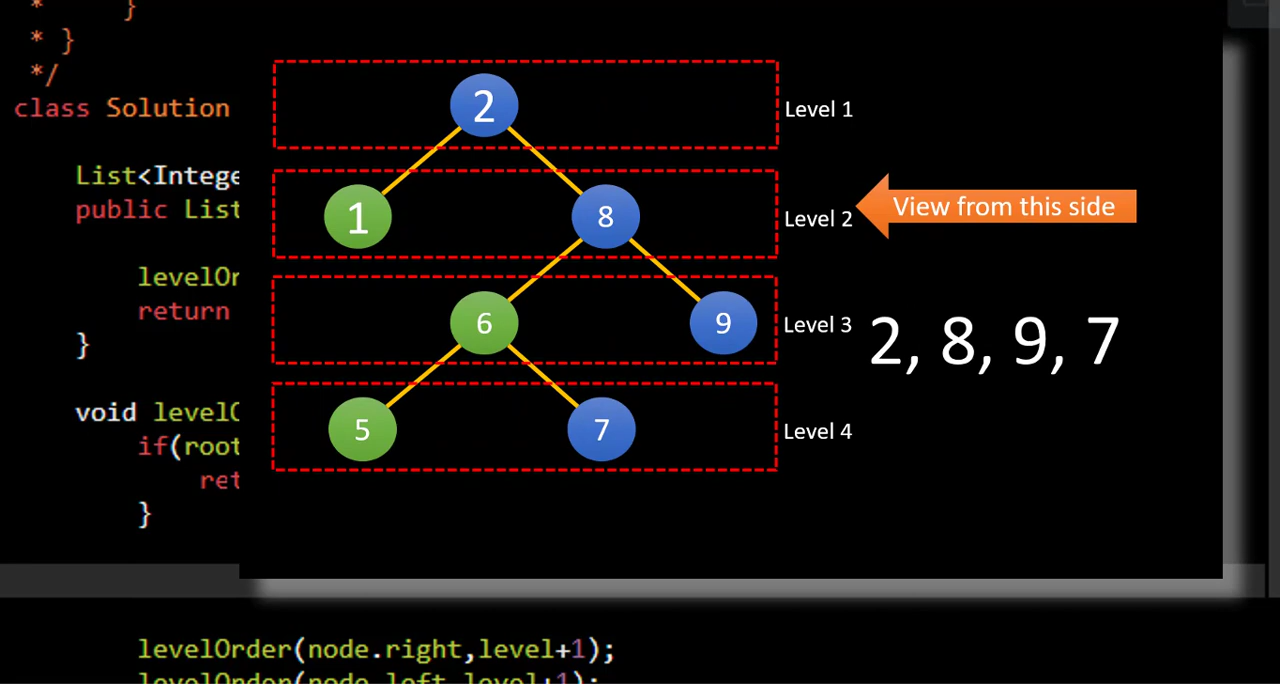 * }
* }
*/
class Solution
List<Intege
public List
levelOr
return
}
void levelO
if(root
ret
}
levelOrder(node.right,level+1);
levelOrder(node.left,level+1);
2
Level 1
1
8
Level 2
View from this side
6
9
Level 3
2, 8, 9, 7
5
7
Level 4